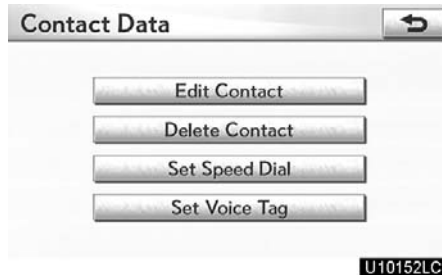 Contact Data
Edit Contact
Delete Contact
Set Speed Dial
Set Voice Tag
U10152LC